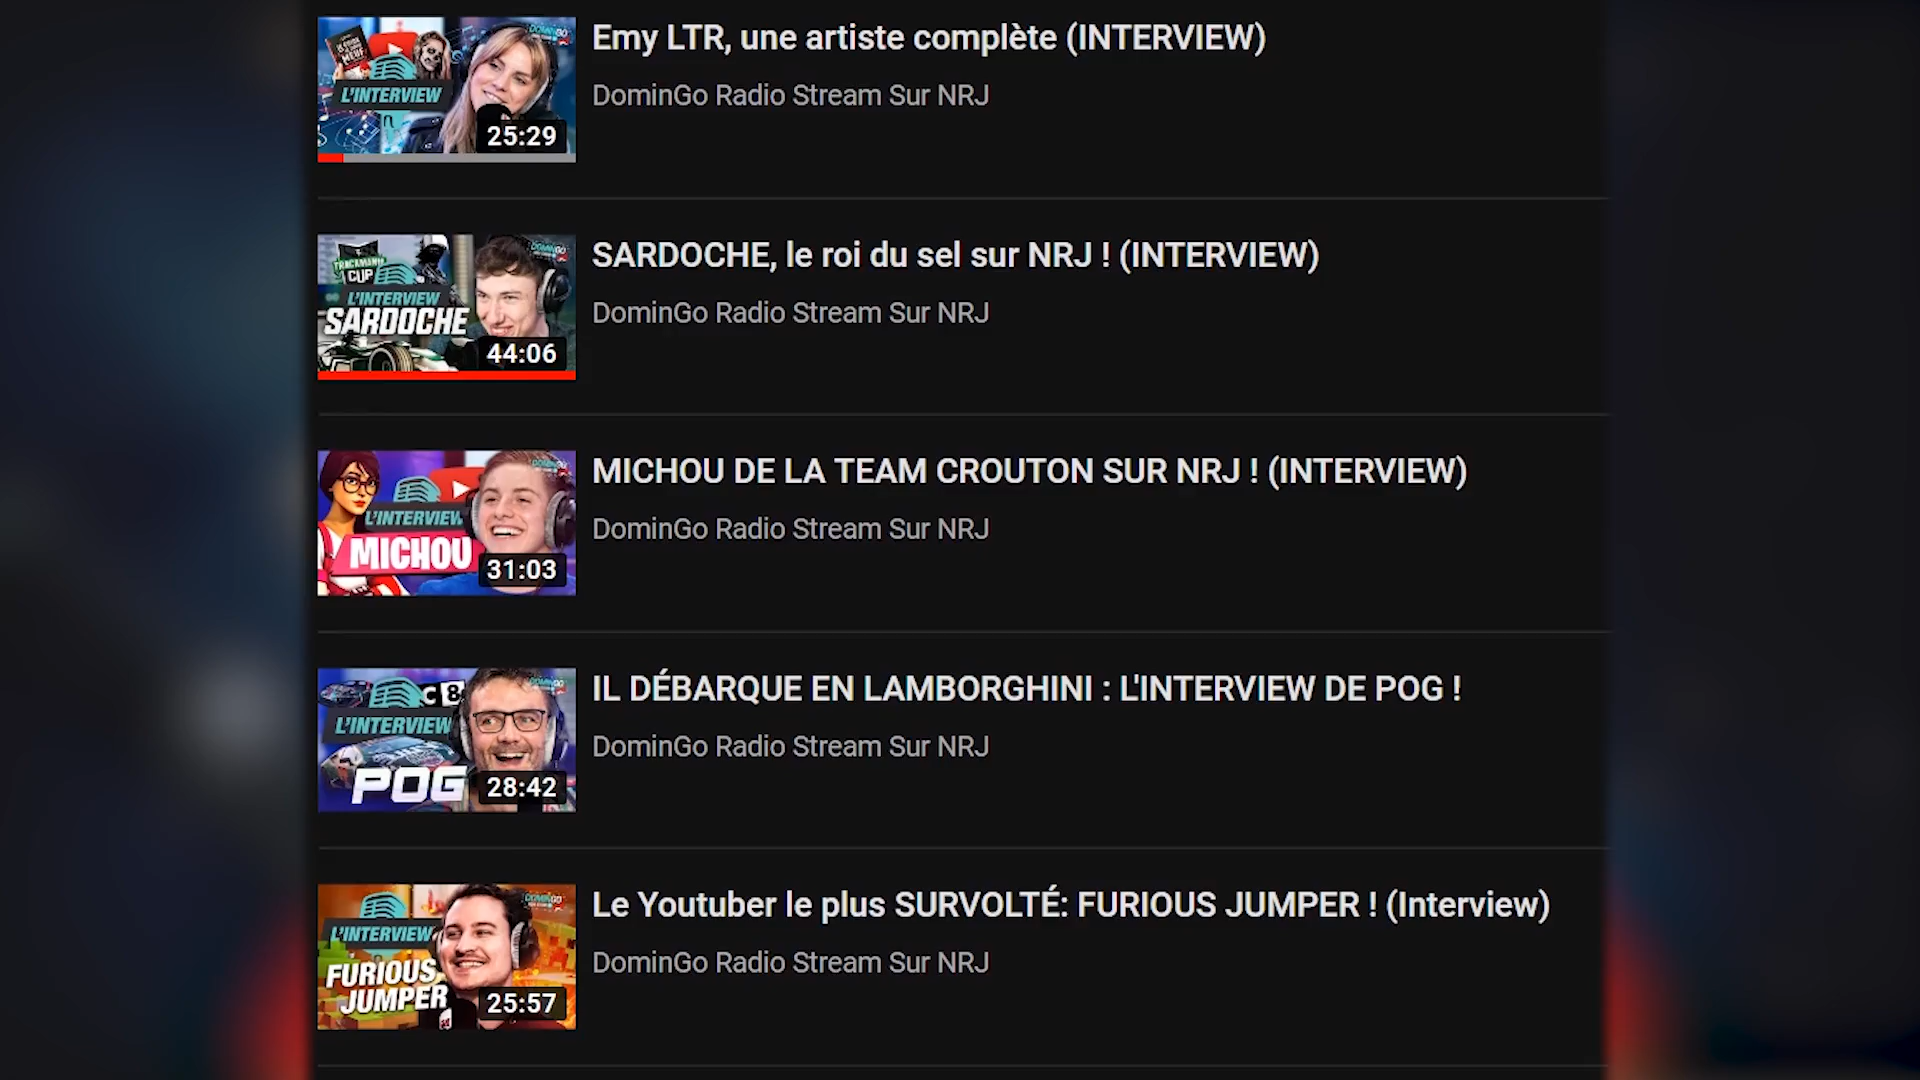 Emy LTR, une artiste complète (INTERVIEW)
DominGo Radio Stream Sur NRJ
L'INTERVIEW
25:29
SARDOCHE, le roi du sel sur NRJ ! (INTERVIEW)
DominGo Radio Stream Sur NRJ
TRACKMANIA
CUP
L'INTERVIEW
SARDOCHE
44:06
MICHOU DE LA TEAM CROUTON SUR NRJ ! (INTERVIEW)
DominGo Radio Stream Sur NRJ
L'INTERVIEW
MICHOU
31:03
IL DÉBARQUE EN LAMBORGHINI : L'INTERVIEW DE POG !
DominGo Radio Stream Sur NRJ
C 8
L'INTERVIEW
POG
28:42
Le Youtuber le plus SURVOLTÉ: FURIOUS JUMPER ! (Interview)
DominGo Radio Stream Sur NRJ
DOMINGO
L'INTERVIEW
FURIOUS
JUMPER
25:57